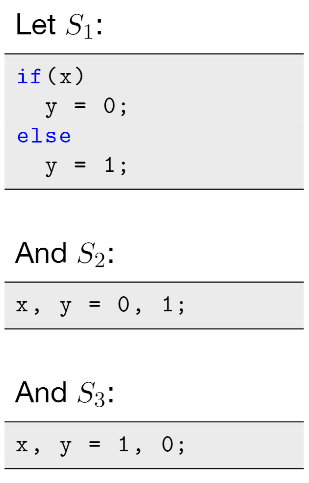 Let S₁:
if(x)
  y = 0;
else
  y = 1;
And S₂:
x, y = 0, 1;
And S₃:
x, y = 1, 0;